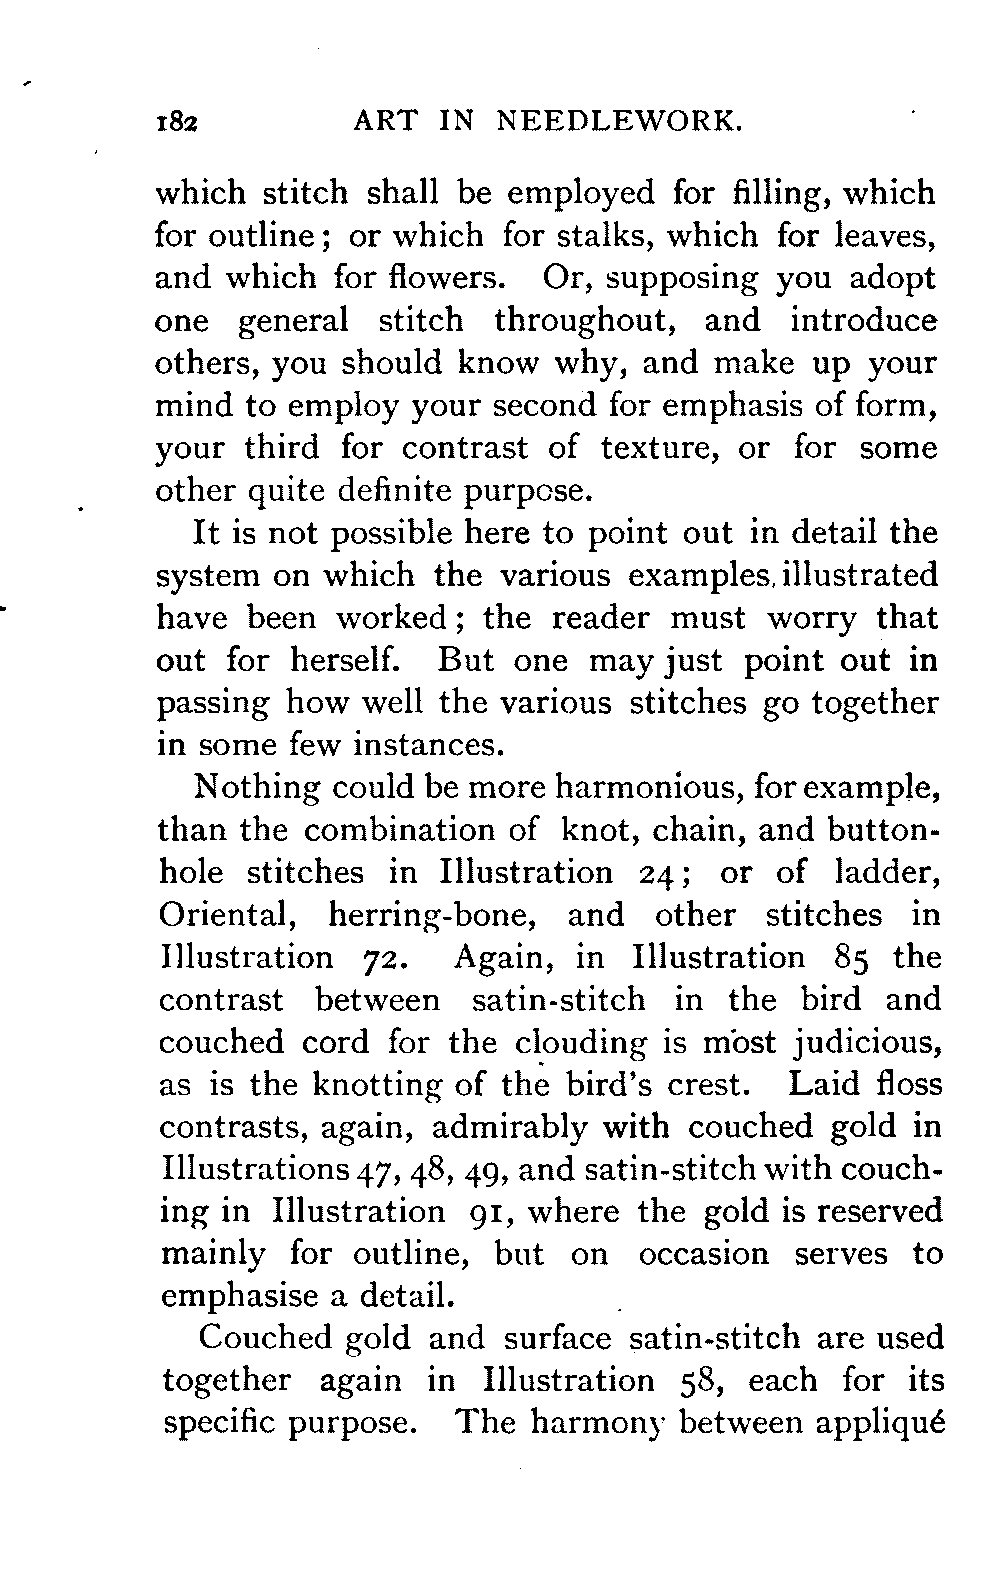 182 ART IN NEEDLEWORK.
which stitch shall be employed for filling, which
for outline; or which for stalks, which for leaves,
and which for flowers. Or, supposing you adopt
one general stitch throughout, and introduce
others, you should know why, and make up your
mind to employ your second for emphasis of form,
your third for contrast of texture, or for some
other quite definite purpose.
It is not possible here to point out in detail the
system on which the various examples, illustrated
have been worked; the reader must worry that
out for herself. But one may just point out in
passing how well the various stitches go together
in some few instances.
Nothing could be more harmonious, for example,
than the combination of knot, chain, and button-
hole stitches in Illustration 24; or of ladder,
Oriental, herring-bone, and other stitches in
Illustration 72. Again, in Illustration 85 the
contrast between satin-stitch in the bird and
couched cord for the clouding is most judicious,
as is the knotting of the bird's crest. Laid floss
contrasts, again, admirably with couched gold in
Illustrations 47, 48, 49, and satin-stitch with couch-
ing in Illustration 91, where the gold is reserved
mainly for outline, but on occasion serves to
emphasise a detail.
Couched gold and surface satin-stitch are used
together again in Illustration 58, each for its
specific purpose. The harmony between appliqué